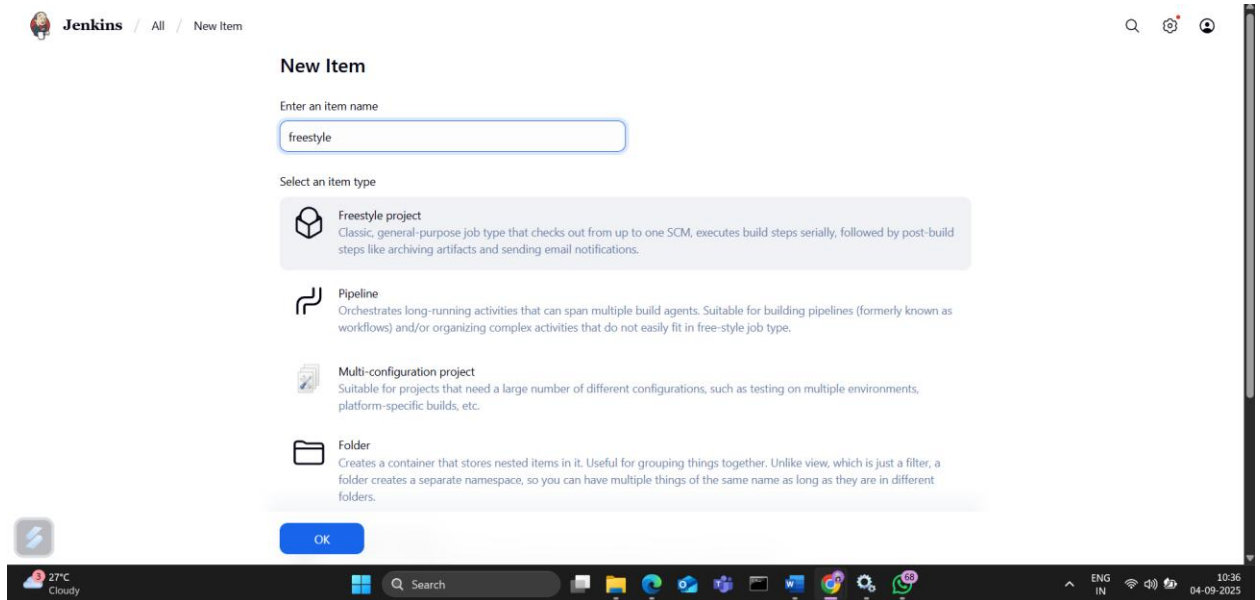 Jenkins / All / New Item
New Item
Enter an item name
freestyle
Select an item type
Freestyle project
Classic, general-purpose job type that checks out from up to one SCM, executes build steps serially, followed by post-build
steps like archiving artifacts and sending email notifications.
Pipeline
Orchestrates long-running activities that can span multiple build agents. Suitable for building pipelines (formerly known as
workflows) and/or organizing complex activities that do not easily fit in free-style job type.
Multi-configuration project
Suitable for projects that need a large number of different configurations, such as testing on multiple environments,
platform-specific builds, etc.
Folder
Creates a container that stores nested items in it. Useful for grouping things together. Unlike view, which is just a filter, a
folder creates a separate namespace, so you can have multiple things of the same name as long as they are in different
folders.
OK
3
27°C
Cloudy
Search
68
ENG
IN
10:36
04-09-2025